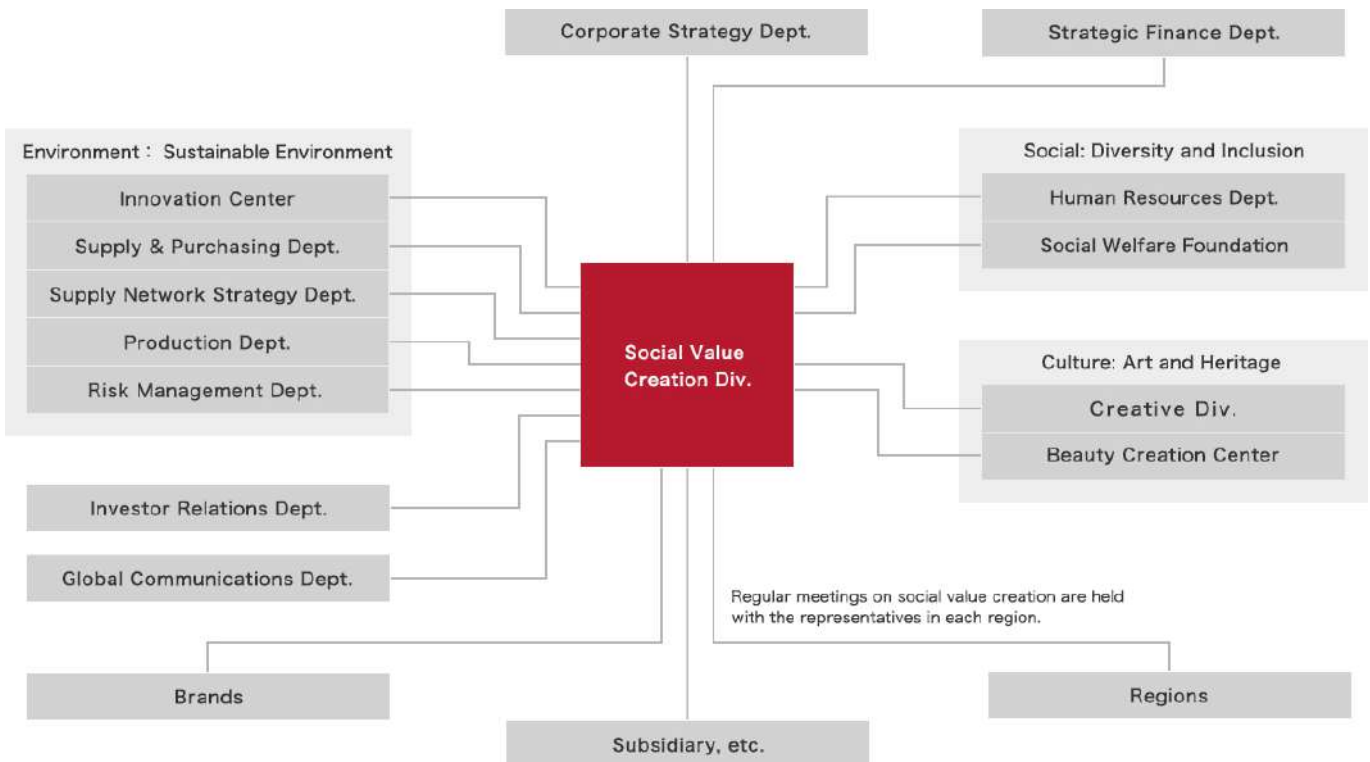 Corporate Strategy Dept.
Strategic Finance Dept.
Environment : Sustainable Environment
Innovation Center
Supply & Purchasing Dept.
Supply Network Strategy Dept.
Production Dept.
Risk Management Dept.
Investor Relations Dept.
Global Communications Dept.
Social Value
Creation Div.
Social: Diversity and Inclusion
Human Resources Dept.
Social Welfare Foundation
Culture: Art and Heritage
Creative Div.
Beauty Creation Center
Regular meetings on social value creation are held
with the representatives in each region.
Brands
Subsidiary, etc.
Regions